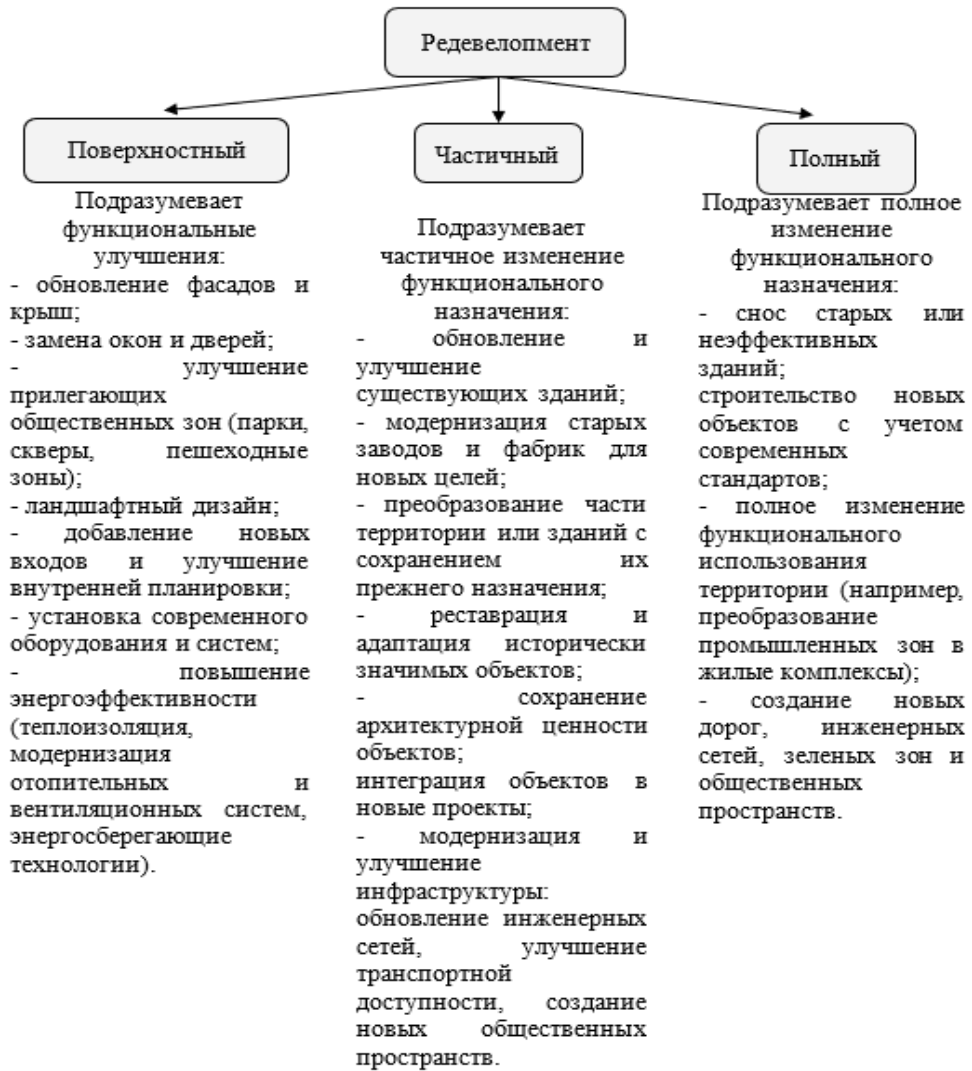 Редевелопмент
Поверхностный
Подразумевает
функциональные
улучшения:
- обновление фасадов и
крыш;
- замена окон и дверей;
- улучшение
прилегающих
общественных зон (парки,
скверы, пешеходные
зоны);
- ландшафтный дизайн;
- добавление новых
входов и улучшение
внутренней планировки;
- установка современного
оборудования и систем;
- повышение
энергоэффективности
(теплоизоляция,
модернизация
отопительных и
вентиляционных систем,
энергосберегающие
технологии).
Частичный
Подразумевает
частичное изменение
функционального
назначения:
- обновление и
улучшение
существующих зданий;
- модернизация старых
заводов и фабрик для
новых целей;
- преобразование части
территории или зданий с
сохранением их
прежнего назначения;
- реставрация и
адаптация исторически
значимых объектов;
- сохранение
архитектурной ценности
объектов;
интеграция объектов в
новые проекты;
- модернизация и
улучшение
инфраструктуры:
обновление инженерных
сетей, улучшение
транспортной
доступности, создание
новых общественных
пространств.
Полный
Подразумевает полное
изменение
функционального
назначения:
- снос старых или
неэффективных
зданий;
строительство новых
объектов с учетом
современных
стандартов;
- полное изменение
функционального
использования
территории (например,
преобразование
промышленных зон в
жилые комплексы);
- создание новых
дорог, инженерных
сетей, зеленых зон и
общественных
пространств.